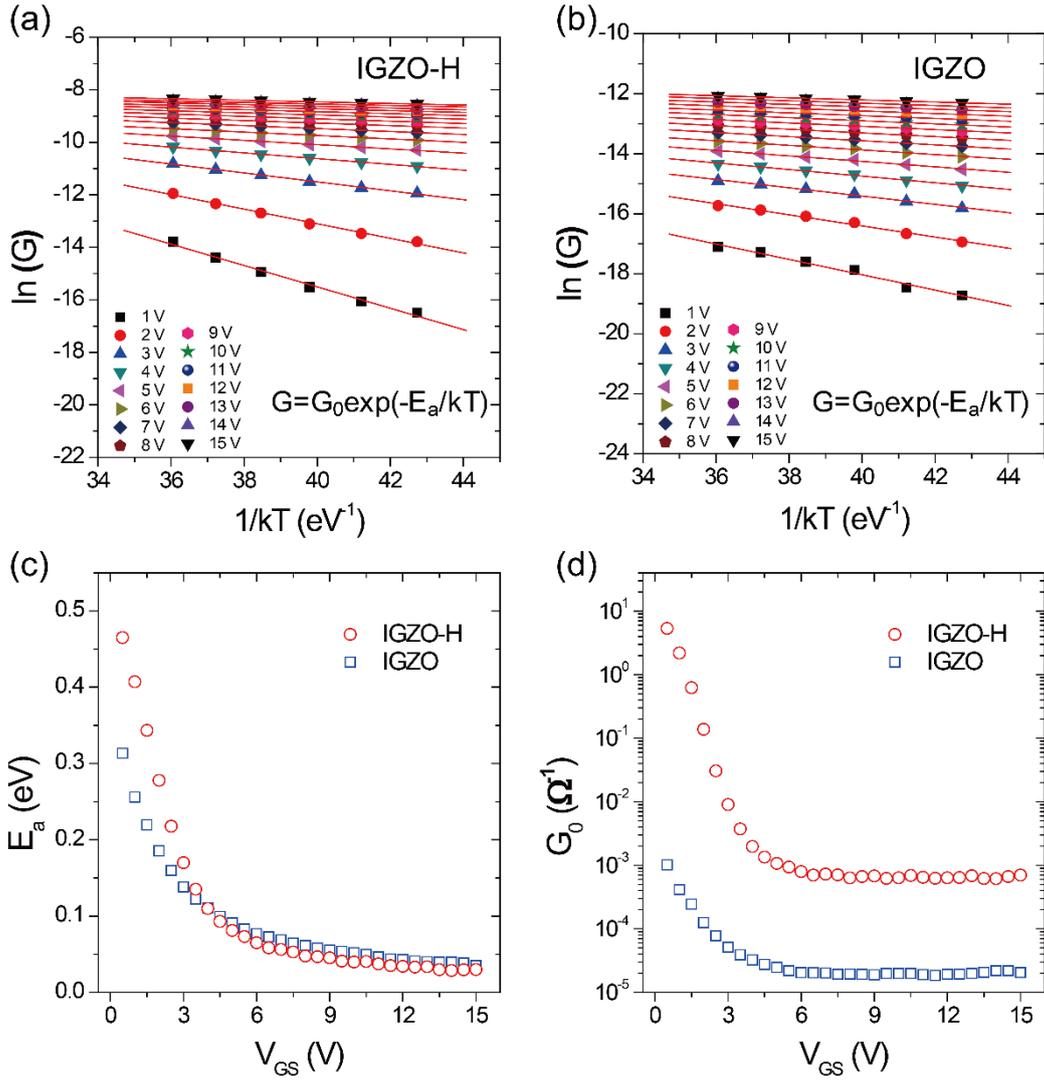 (a)
-6
-8
-10
-12
-14
-16
-18
-20
-22
ln (G)
IGZO-H
1 V
2 V
3 V
4 V
5 V
6 V
7 V
8 V
9 V
10 V
11 V
12 V
13 V
14 V
15 V
G=G₀exp(-Eₐ/kT)
34 36 38 40 42 44
1/kT (eV⁻¹)
(b)
-10
-12
-14
-16
-18
-20
-22
-24
ln (G)
IGZO
1 V
2 V
3 V
4 V
5 V
6 V
7 V
8 V
9 V
10 V
11 V
12 V
13 V
14 V
15 V
G=G₀exp(-Eₐ/kT)
34 36 38 40 42 44
1/kT (eV⁻¹)
(c)
0.5
0.4
0.3
0.2
0.1
0.0
Eₐ (eV)
IGZO-H
IGZO
0 3 6 9 12 15
V_GS (V)
(d)
10¹
10⁰
10⁻¹
10⁻²
10⁻³
10⁻⁴
10⁻⁵
G₀ (Ω⁻¹)
IGZO-H
IGZO
0 3 6 9 12 15
V_GS (V)